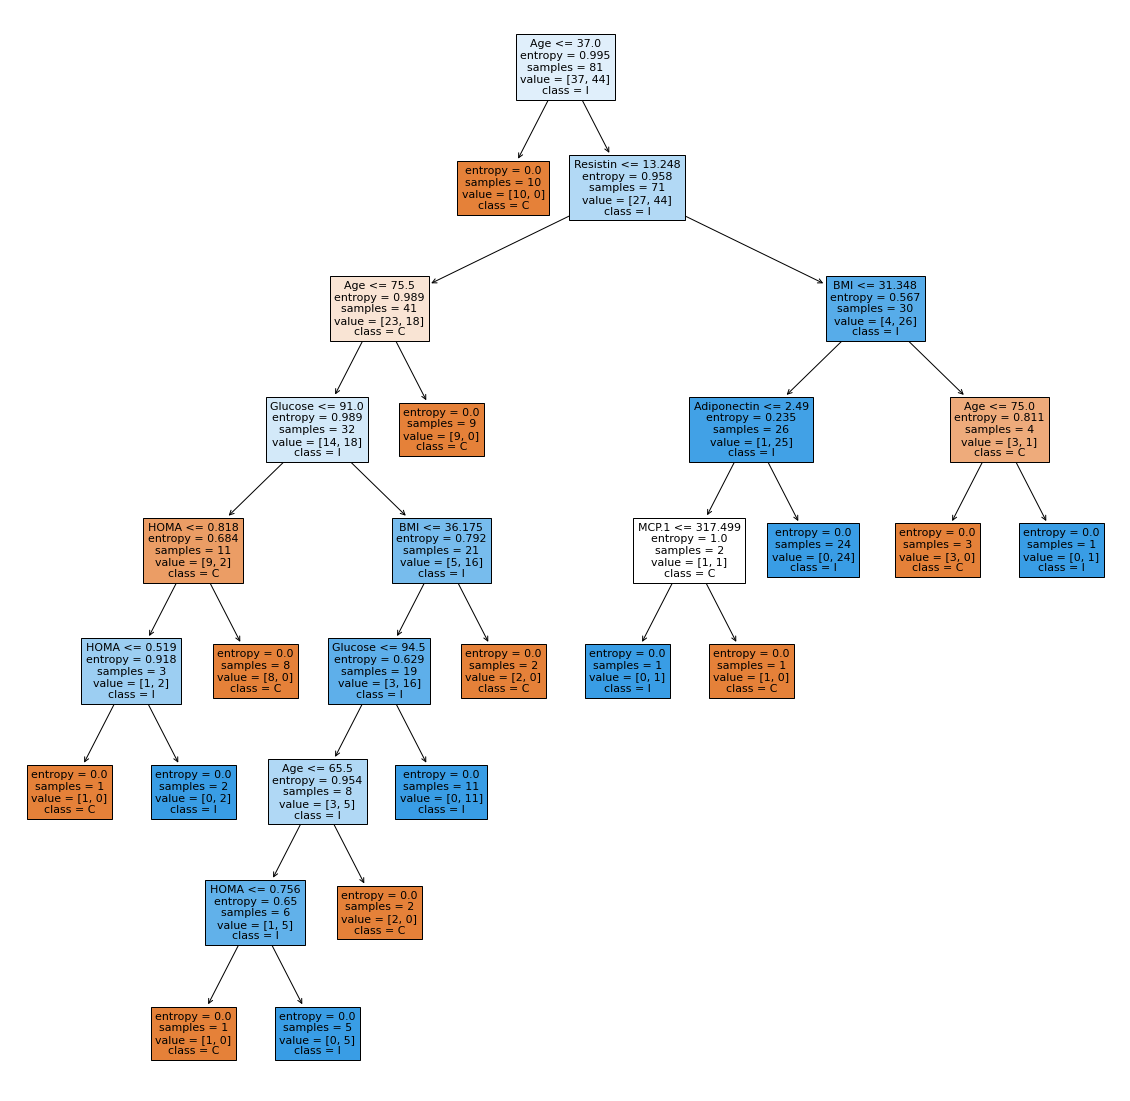 Age <= 37.0
entropy = 0.995
samples = 81
value = [37, 44]
class = I
entropy = 0.0
samples = 10
value = [10, 0]
class = C
Resistin <= 13.248
entropy = 0.958
samples = 71
value = [27, 44]
class = I
Age <= 75.5
entropy = 0.989
samples = 41
value = [23, 18]
class = C
BMI <= 31.348
entropy = 0.567
samples = 30
value = [4, 26]
class = I
Glucose <= 91.0
entropy = 0.989
samples = 32
value = [14, 18]
class = I
entropy = 0.0
samples = 9
value = [9, 0]
class = C
Adiponectin <= 2.49
entropy = 0.235
samples = 26
value = [1, 25]
class = I
Age <= 75.0
entropy = 0.811
samples = 4
value = [3, 1]
class = C
HOMA <= 0.818
entropy = 0.684
samples = 11
value = [9, 2]
class = C
BMI <= 36.175
entropy = 0.792
samples = 21
value = [5, 16]
class = I
MCP.1 <= 317.499
entropy = 1.0
samples = 2
value = [1, 1]
class = C
entropy = 0.0
samples = 24
value = [0, 24]
class = I
entropy = 0.0
samples = 3
value = [3, 0]
class = C
entropy = 0.0
samples = 1
value = [0, 1]
class = I
HOMA <= 0.519
entropy = 0.918
samples = 3
value = [1, 2]
class = I
entropy = 0.0
samples = 8
value = [8, 0]
class = C
Glucose <= 94.5
entropy = 0.629
samples = 19
value = [3, 16]
class = I
entropy = 0.0
samples = 2
value = [2, 0]
class = C
entropy = 0.0
samples = 1
value = [0, 1]
class = I
entropy = 0.0
samples = 1
value = [1, 0]
class = C
entropy = 0.0
samples = 1
value = [1, 0]
class = C
entropy = 0.0
samples = 2
value = [0, 2]
class = I
Age <= 65.5
entropy = 0.954
samples = 8
value = [3, 5]
class = I
entropy = 0.0
samples = 11
value = [0, 11]
class = I
HOMA <= 0.756
entropy = 0.65
samples = 6
value = [1, 5]
class = I
entropy = 0.0
samples = 2
value = [2, 0]
class = C
entropy = 0.0
samples = 1
value = [1, 0]
class = C
entropy = 0.0
samples = 5
value = [0, 5]
class = I